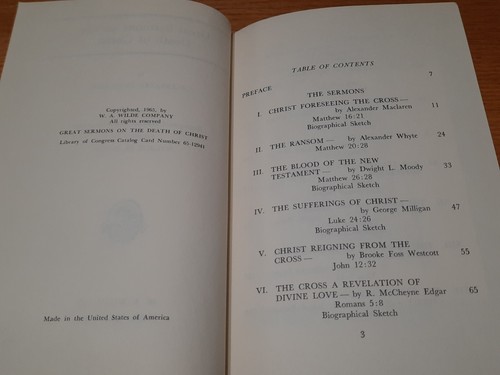 Copyrighted, 1965, by
W. A. WILDE COMPANY
All rights reserved
GREAT SERMONS ON THE DEATH OF CHRIST
Library of Congress Catalog Card Number 65-12941
Made in the United States of America
TABLE OF CONTENTS
PREFACE 7
THE SERMONS
I. CHRIST FORESEEING THE CROSS —
by Alexander Maclaren 11
Matthew 16:21
Biographical Sketch
II. THE RANSOM — by Alexander Whyte 24
Matthew 20:28
III. THE BLOOD OF THE NEW
TESTAMENT — by Dwight L. Moody 33
Matthew 26:28
Biographical Sketch
IV. THE SUFFERINGS OF CHRIST —
by George Milligan 47
Luke 24:26
Biographical Sketch
V. CHRIST REIGNING FROM THE
CROSS — by Brooke Foss Westcott 55
John 12:32
VI. THE CROSS A REVELATION OF
DIVINE LOVE — by R. McCheyne Edgar 65
Romans 5:8
Biographical Sketch
3